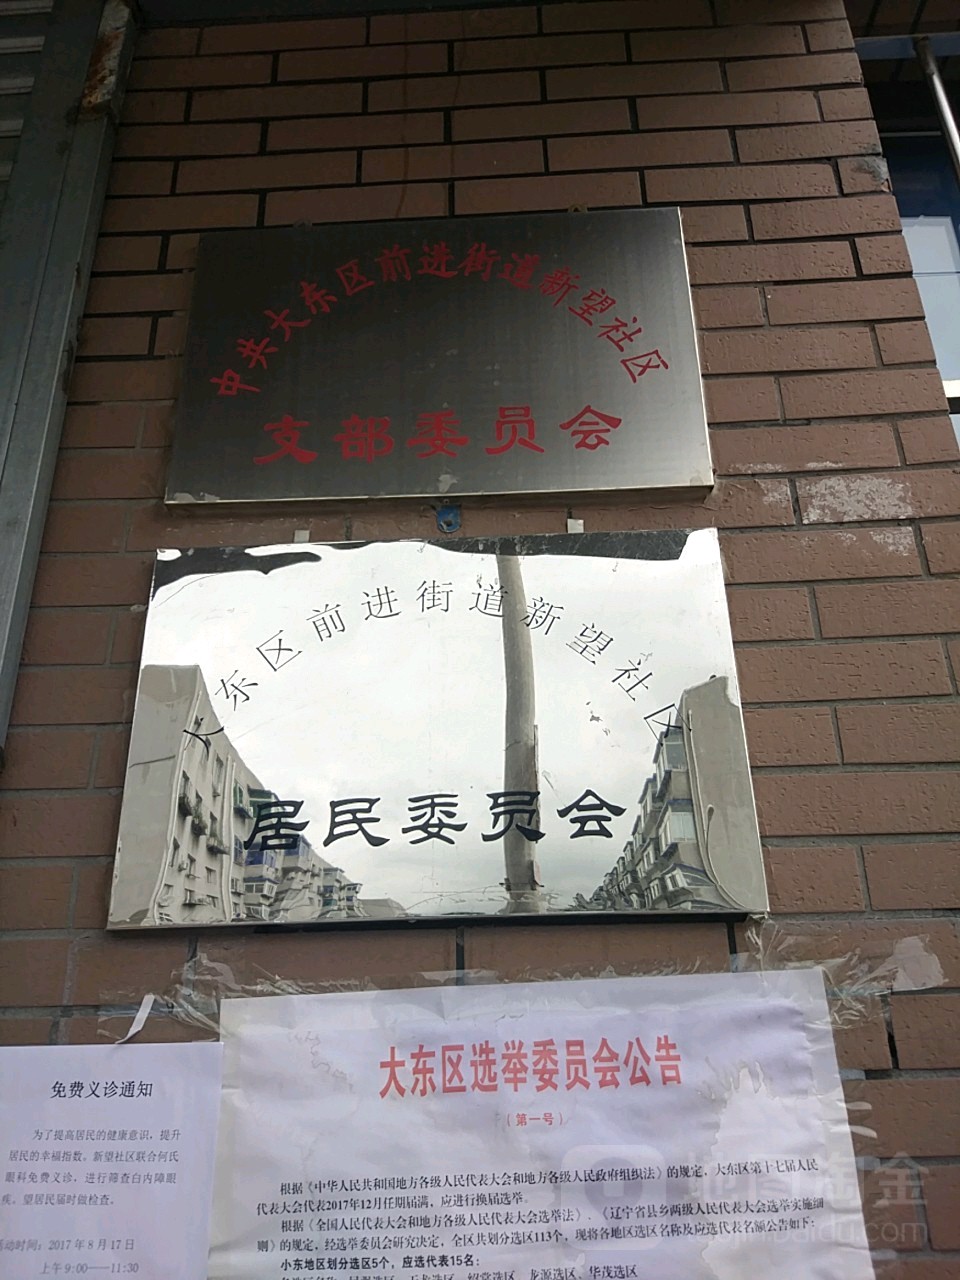 中共大东区前进街道新望社区
支部委员会
大东区前进街道新望社区
居民委员会
免费义诊通知
为了提高居民的健康意识，提升
居民的幸福指数。新望社区联合何氏
眼科免费义诊，进行筛查白内障眼
疾。望居民届时做检查。
活动时间：2017年8月17日
上午9:00——11:30
大东区选举委员会公告
（第一号）
根据《中华人民共和国地方各级人民代表大会和地方各级人民政府组织法》的规定，大东区第十七届人民
代表大会代表2017年12月任期届满，应进行换届选举。
根据《全国人民代表大会和地方各级人民代表大会选举法》、《辽宁省县乡两级人民代表大会选举实施细
则》的规定，经选举委员会研究决定，全区共划分选区113个，现将各地区选区名称及应选代表名额公告如下：
小东地区划分选区5个，应选代表15名：
龙源选区、华茂选区
地图淘金